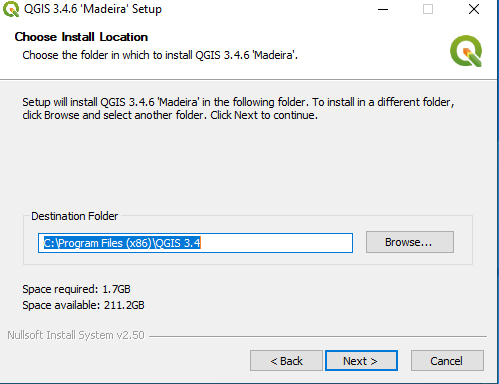 QGIS 3.4.6 'Madeira' Setup
Choose Install Location
Choose the folder in which to install QGIS 3.4.6 'Madeira'.
Setup will install QGIS 3.4.6 'Madeira' in the following folder. To install in a different folder,
click Browse and select another folder. Click Next to continue.
Destination Folder
C:\Program Files (x86)\QGIS 3.4
Browse...
Space required: 1.7GB
Space available: 211.2GB
Nullsoft Install System v2.50
< Back
Next >
Cancel